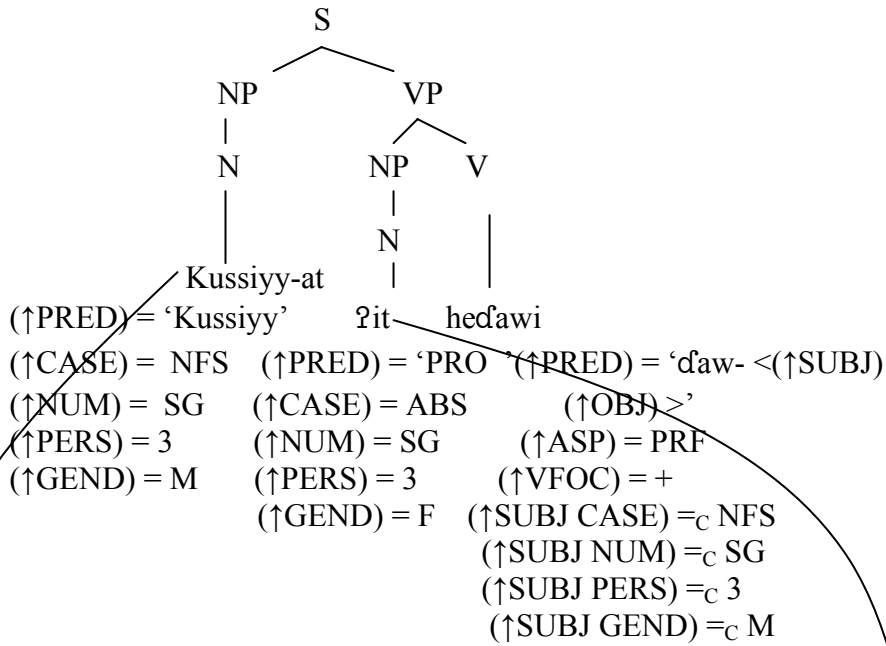 S
NP VP
N NP V
N
Kussiyy-at
(↑PRED) = ‘Kussiyy’ ʔit heɗawi
(↑CASE) = NFS (↑PRED) = ‘PRO ’(↑PRED) = ‘ɗaw- <(↑SUBJ)
(↑NUM) = SG (↑CASE) = ABS (↑OBJ) >’
(↑PERS) = 3 (↑NUM) = SG (↑ASP) = PRF
(↑GEND) = M (↑PERS) = 3 (↑VFOC) = +
(↑GEND) = F (↑SUBJ CASE) =C NFS
(↑SUBJ NUM) =C SG
(↑SUBJ PERS) =C 3
(↑SUBJ GEND) =C M